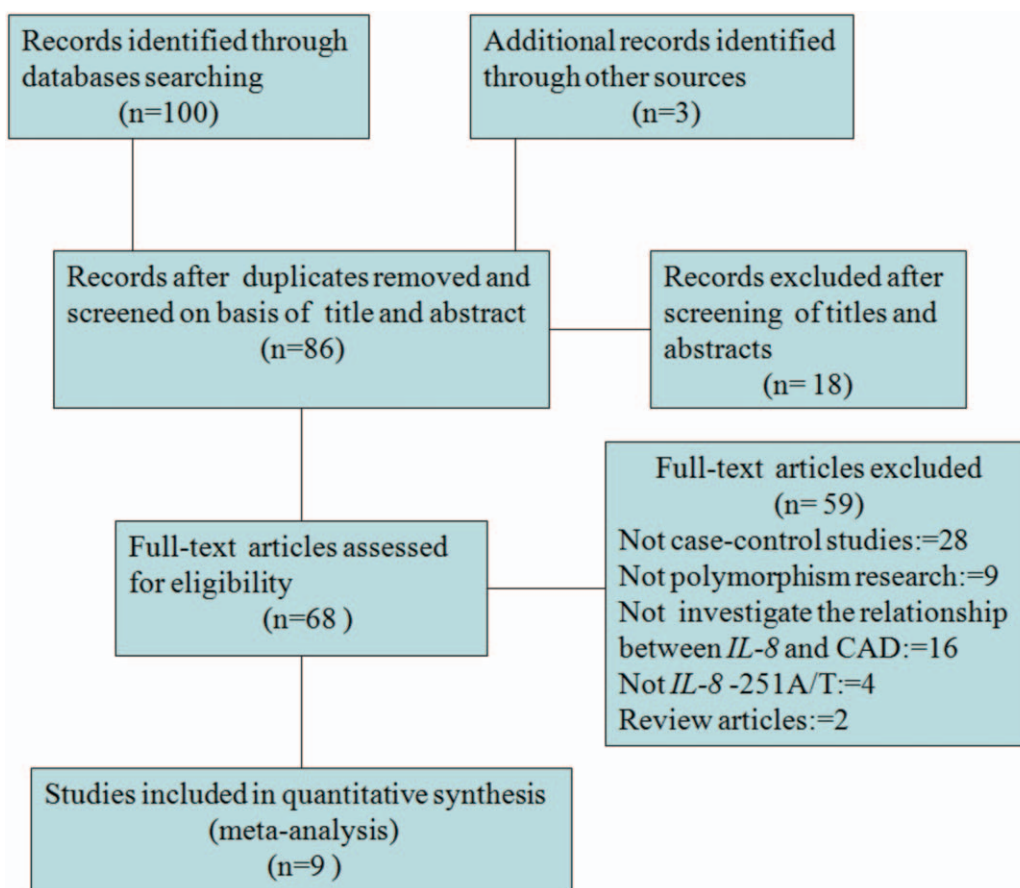 Records identified through
databases searching
(n=100)
Additional records identified
through other sources
(n=3)
Records after duplicates removed and
screened on basis of title and abstract
(n=86)
Records excluded after
screening of titles and
abstracts
(n= 18)
Full-text articles assessed
for eligibility
(n=68 )
Full-text articles excluded
(n= 59)
Not case-control studies:=28
Not polymorphism research:=9
Not investigate the relationship
between IL-8 and CAD:=16
Not IL-8 -251A/T:=4
Review articles:=2
Studies included in quantitative synthesis
(meta-analysis)
(n=9 )